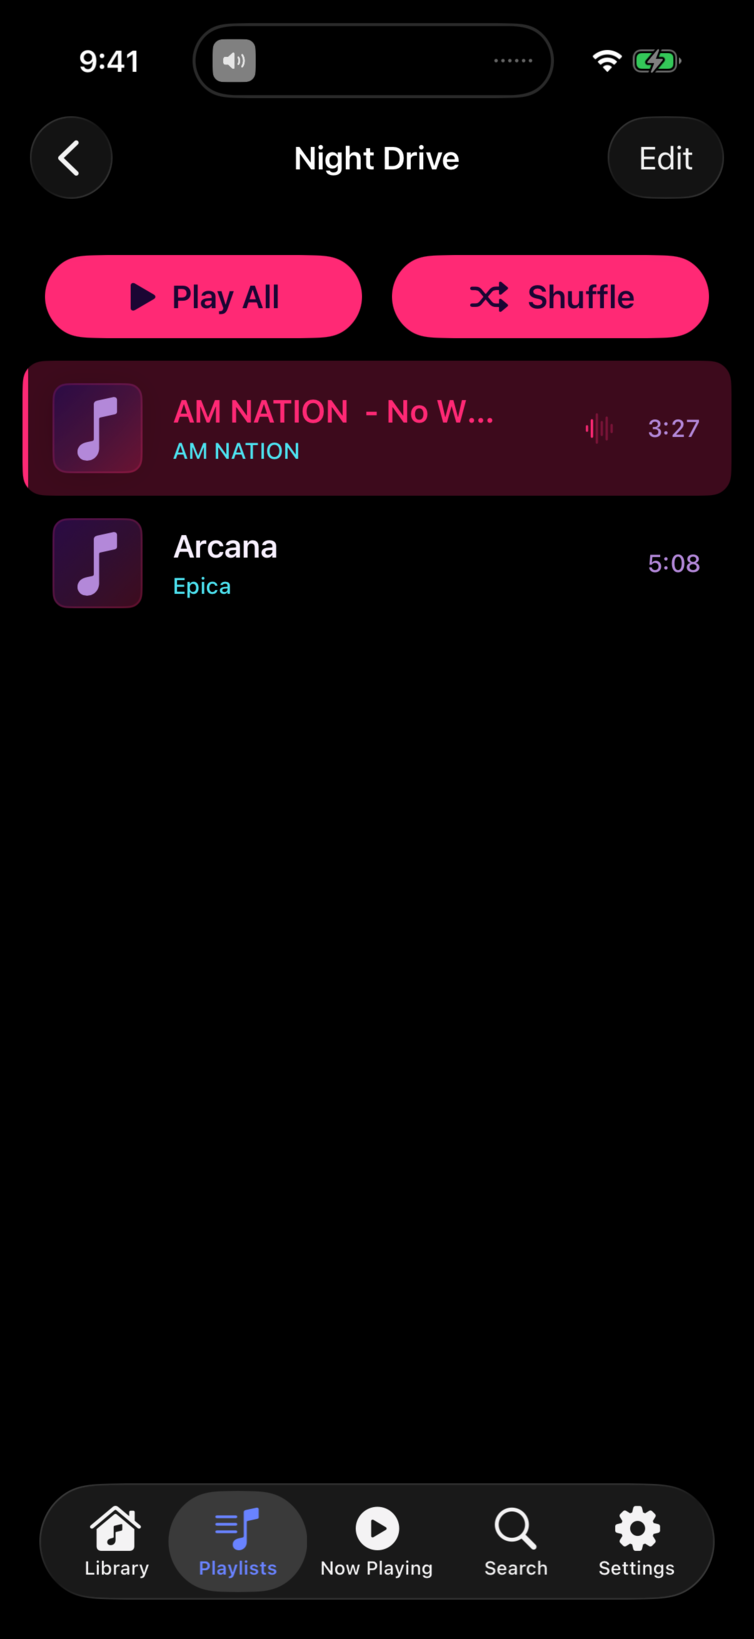 9:41
Night Drive
Edit
Play All
Shuffle
AM NATION  - No W...
3:27
AM NATION
Arcana
5:08
Epica
Library
Playlists
Now Playing
Search
Settings